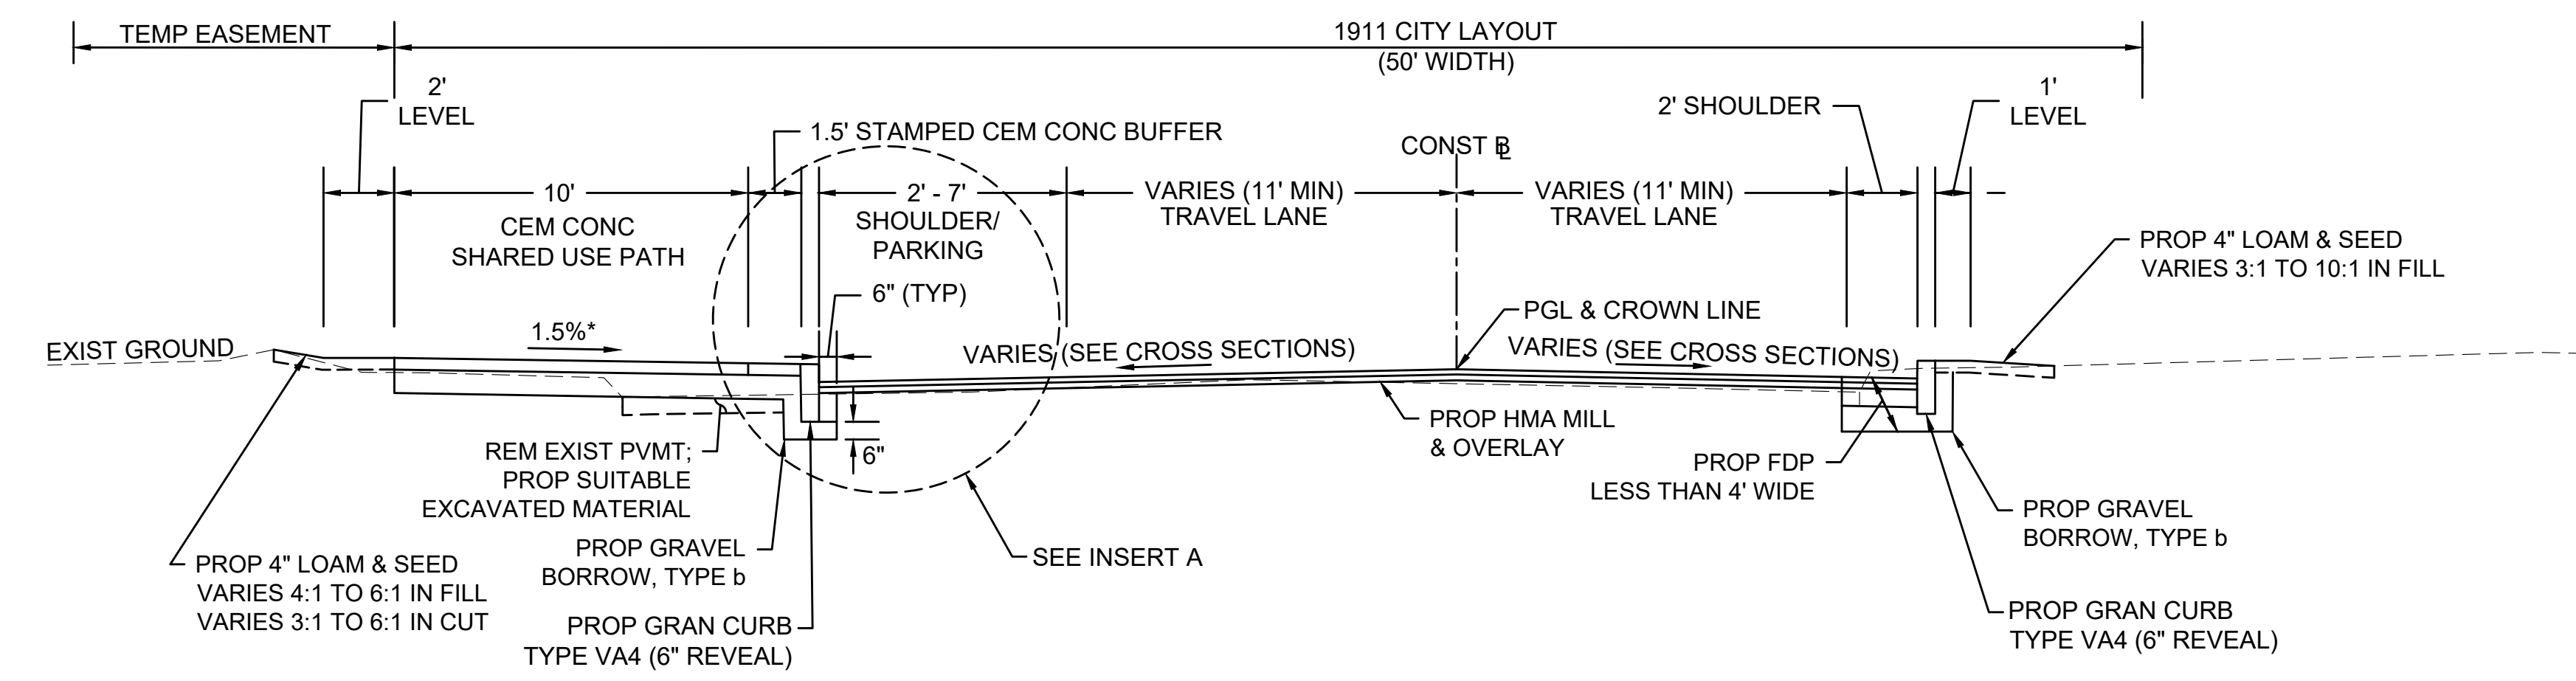 TEMP EASEMENT
1911 CITY LAYOUT
(50' WIDTH)
2'
LEVEL
2' SHOULDER
1'
LEVEL
1.5' STAMPED CEM CONC BUFFER
CONST BL
10'
CEM CONC
SHARED USE PATH
2' - 7'
SHOULDER/
PARKING
VARIES (11' MIN)
TRAVEL LANE
VARIES (11' MIN)
TRAVEL LANE
PROP 4" LOAM & SEED
VARIES 3:1 TO 10:1 IN FILL
6" (TYP)
PGL & CROWN LINE
EXIST GROUND
1.5%*
VARIES (SEE CROSS SECTIONS)
VARIES (SEE CROSS SECTIONS)
6"
PROP HMA MILL
& OVERLAY
REM EXIST PVMT;
PROP SUITABLE
EXCAVATED MATERIAL
PROP FDP
LESS THAN 4' WIDE
PROP GRAVEL
BORROW, TYPE b
PROP GRAVEL
BORROW, TYPE b
SEE INSERT A
PROP 4" LOAM & SEED
VARIES 4:1 TO 6:1 IN FILL
VARIES 3:1 TO 6:1 IN CUT
PROP GRAN CURB
TYPE VA4 (6" REVEAL)
PROP GRAN CURB
TYPE VA4 (6" REVEAL)